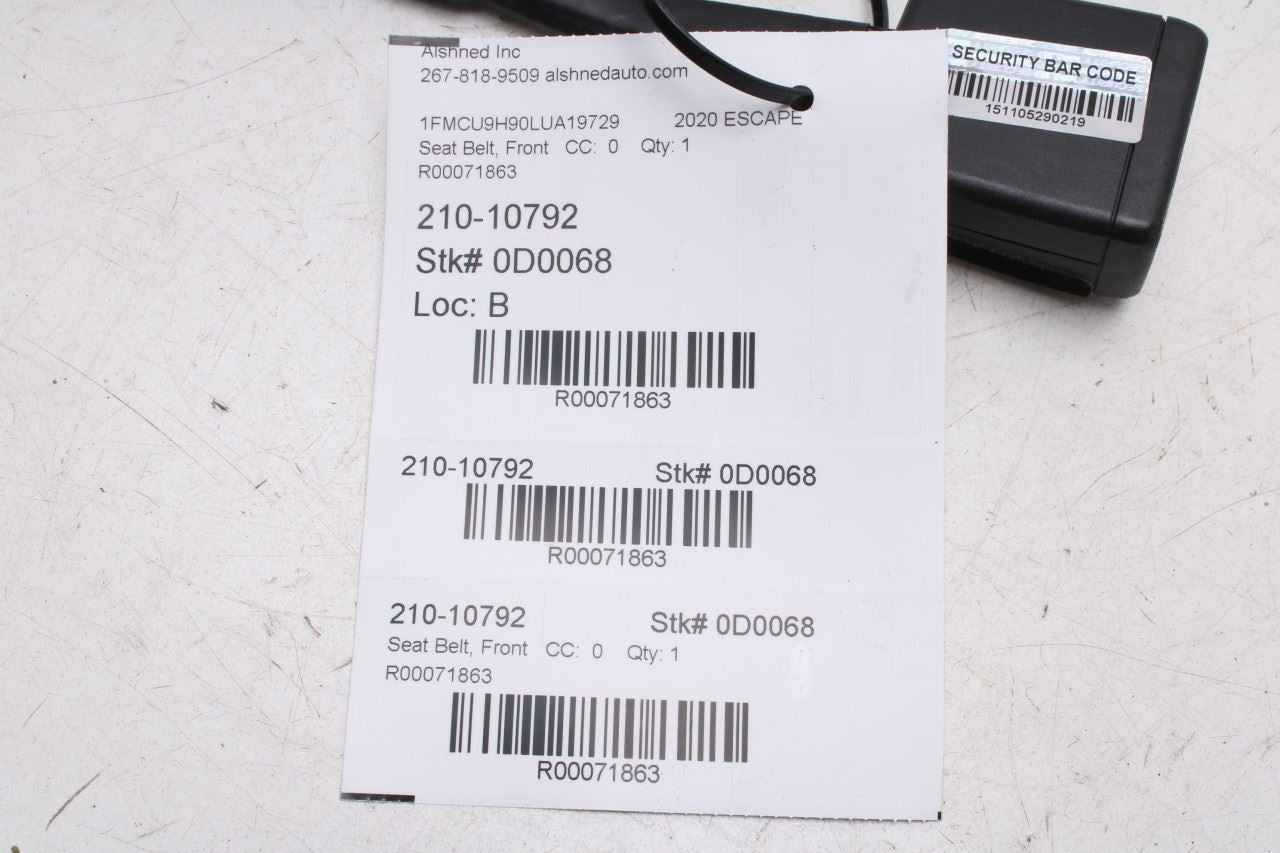 Alshned Inc
267-818-9509 alshnedauto.com
1FMCU9H90LUA19729 2020 ESCAPE
Seat Belt, Front CC: 0 Qty: 1
R00071863
210-10792
Stk# 0D0068
Loc: B
R00071863
210-10792 Stk# 0D0068
R00071863
210-10792 Stk# 0D0068
Seat Belt, Front CC: 0 Qty: 1
R00071863
R00071863
SECURITY BAR CODE
151105290219